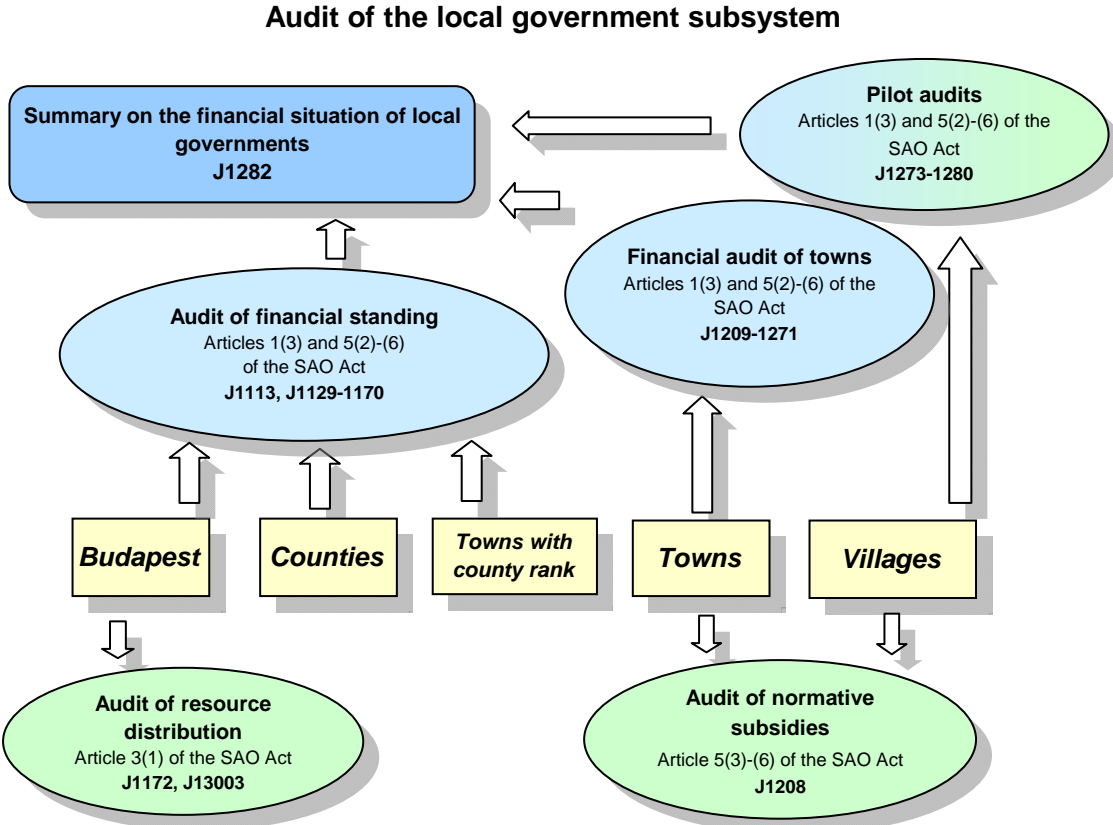 Audit of the local government subsystem
Summary on the financial situation of local
governments
J1282
Pilot audits
Articles 1(3) and 5(2)-(6) of the
SAO Act
J1273-1280
Financial audit of towns
Articles 1(3) and 5(2)-(6) of the
SAO Act
J1209-1271
Audit of financial standing
Articles 1(3) and 5(2)-(6)
of the SAO Act
J1113, J1129-1170
Budapest
Counties
Towns with
county rank
Towns
Villages
Audit of resource
distribution
Article 3(1) of the SAO Act
J1172, J13003
Audit of normative
subsidies
Article 5(3)-(6) of the SAO Act
J1208